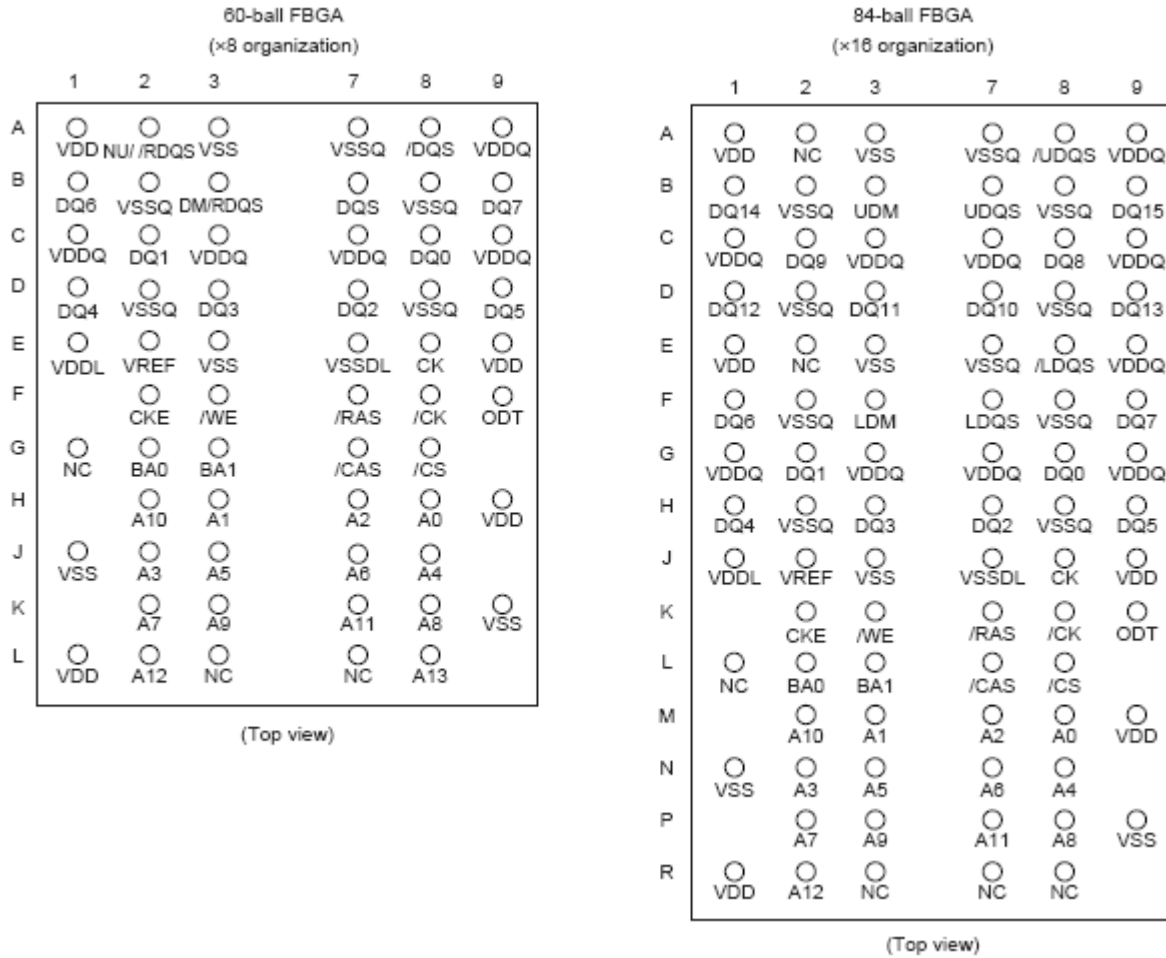 60-ball FBGA
(×8 organization)
1 2 3 7 8 9
A
VDD NU/ /RDQS VSS VSSQ /DQS VDDQ
B
DQ6 VSSQ DM/RDQS DQS VSSQ DQ7
C
VDDQ DQ1 VDDQ VDDQ DQ0 VDDQ
D
DQ4 VSSQ DQ3 DQ2 VSSQ DQ5
E
VDDL VREF VSS VSSDL CK VDD
F
CKE /WE /RAS /CK ODT
G
NC BA0 BA1 /CAS /CS
H
A10 A1 A2 A0 VDD
J
VSS A3 A5 A6 A4
K
A7 A9 A11 A8 VSS
L
VDD A12 NC NC A13
(Top view)
84-ball FBGA
(×16 organization)
1 2 3 7 8 9
A
VDD NC VSS VSSQ /UDQS VDDQ
B
DQ14 VSSQ UDM UDQS VSSQ DQ15
C
VDDQ DQ9 VDDQ VDDQ DQ8 VDDQ
D
DQ12 VSSQ DQ11 DQ10 VSSQ DQ13
E
VDD NC VSS VSSQ /LDQS VDDQ
F
DQ6 VSSQ LDM LDQS VSSQ DQ7
G
VDDQ DQ1 VDDQ VDDQ DQ0 VDDQ
H
DQ4 VSSQ DQ3 DQ2 VSSQ DQ5
J
VDDL VREF VSS VSSDL CK VDD
K
CKE /WE /RAS /CK ODT
L
NC BA0 BA1 /CAS /CS
M
A10 A1 A2 A0 VDD
N
VSS A3 A5 A6 A4
P
A7 A9 A11 A8 VSS
R
VDD A12 NC NC NC
(Top view)